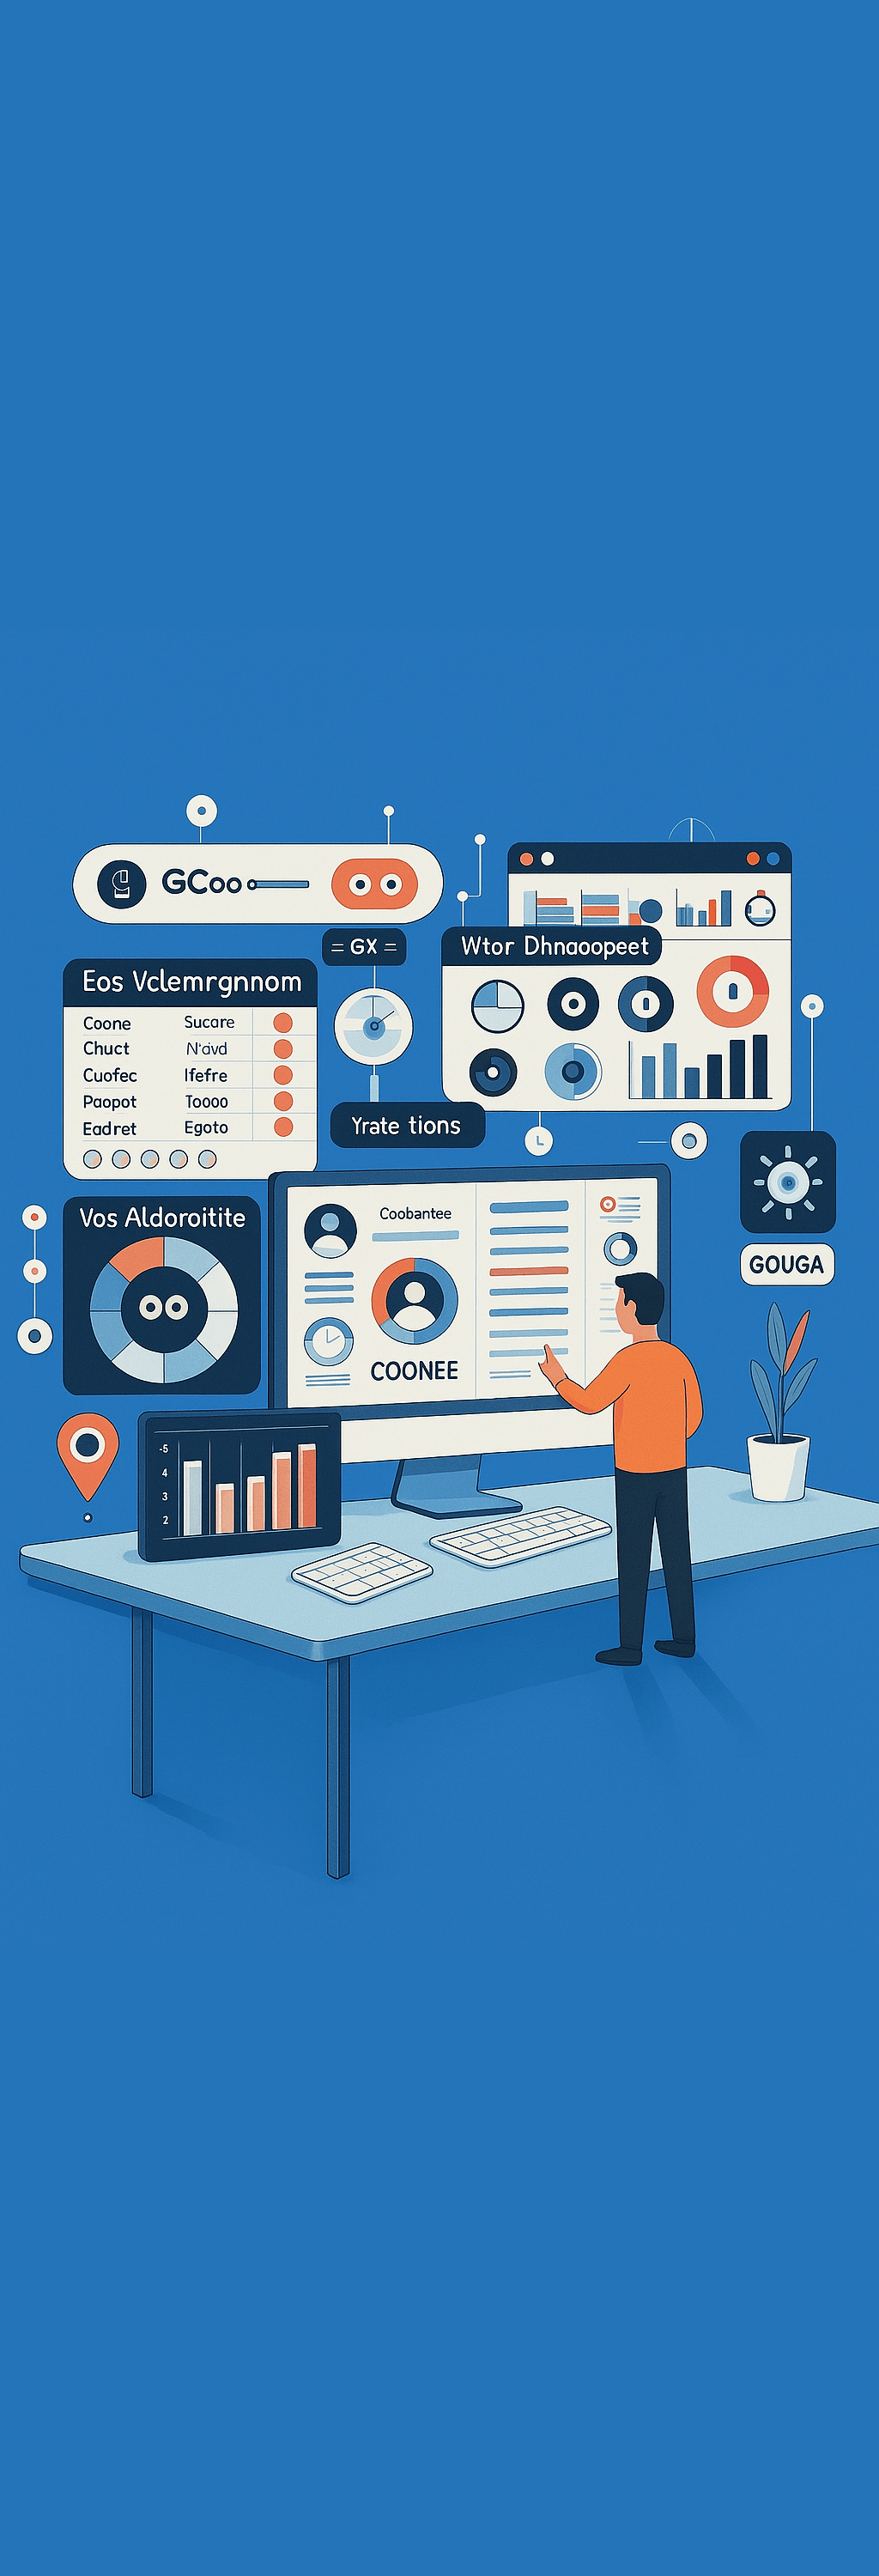 GCoo
= GX =
Wtor Dhnaoopeet
Eos Vclemrgnnom
Coone Sucare
Chuct N'avd
Cuofec Ifefre
Paopot Toooo
Eadret Egoto
Yrate tions
Vos Aldoroitite
Coobantee
COONEE
GOUGA
-5
4
3
2